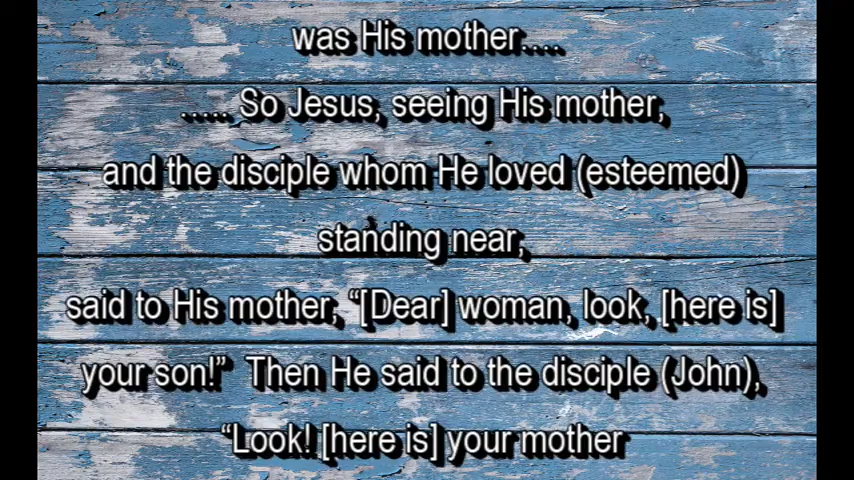 was His mother....
..... So Jesus, seeing His mother,
and the disciple whom He loved (esteemed)
standing near,
said to His mother, “[Dear] woman, look, [here is]
your son!”  Then He said to the disciple (John),
“Look! [here is] your mother